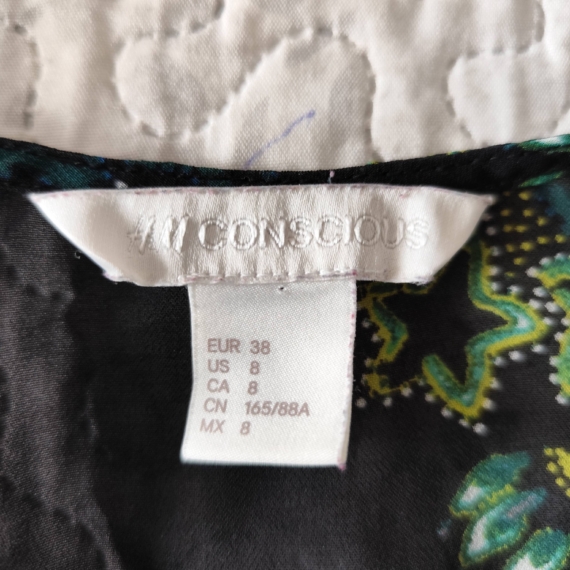 H&M CONSCIOUS
EUR 38
US 8
CA 8
CN 165/88A
MX 8